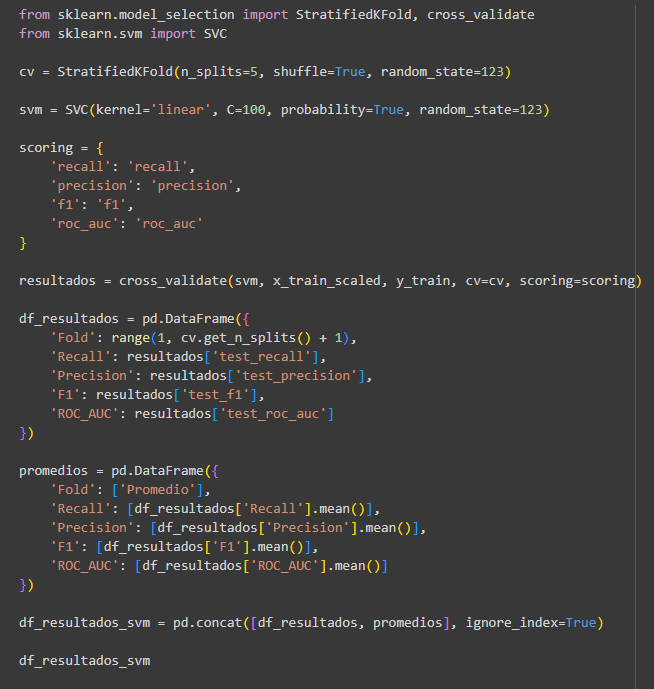 from sklearn.model_selection import StratifiedKFold, cross_validate
from sklearn.svm import SVC
cv = StratifiedKFold(n_splits=5, shuffle=True, random_state=123)
svm = SVC(kernel='linear', C=100, probability=True, random_state=123)
scoring = {
    'recall': 'recall',
    'precision': 'precision',
    'f1': 'f1',
    'roc_auc': 'roc_auc'
}
resultados = cross_validate(svm, x_train_scaled, y_train, cv=cv, scoring=scoring)
df_resultados = pd.DataFrame({
    'Fold': range(1, cv.get_n_splits() + 1),
    'Recall': resultados['test_recall'],
    'Precision': resultados['test_precision'],
    'F1': resultados['test_f1'],
    'ROC_AUC': resultados['test_roc_auc']
})
promedios = pd.DataFrame({
    'Fold': ['Promedio'],
    'Recall': [df_resultados['Recall'].mean()],
    'Precision': [df_resultados['Precision'].mean()],
    'F1': [df_resultados['F1'].mean()],
    'ROC_AUC': [df_resultados['ROC_AUC'].mean()]
})
df_resultados_svm = pd.concat([df_resultados, promedios], ignore_index=True)
df_resultados_svm